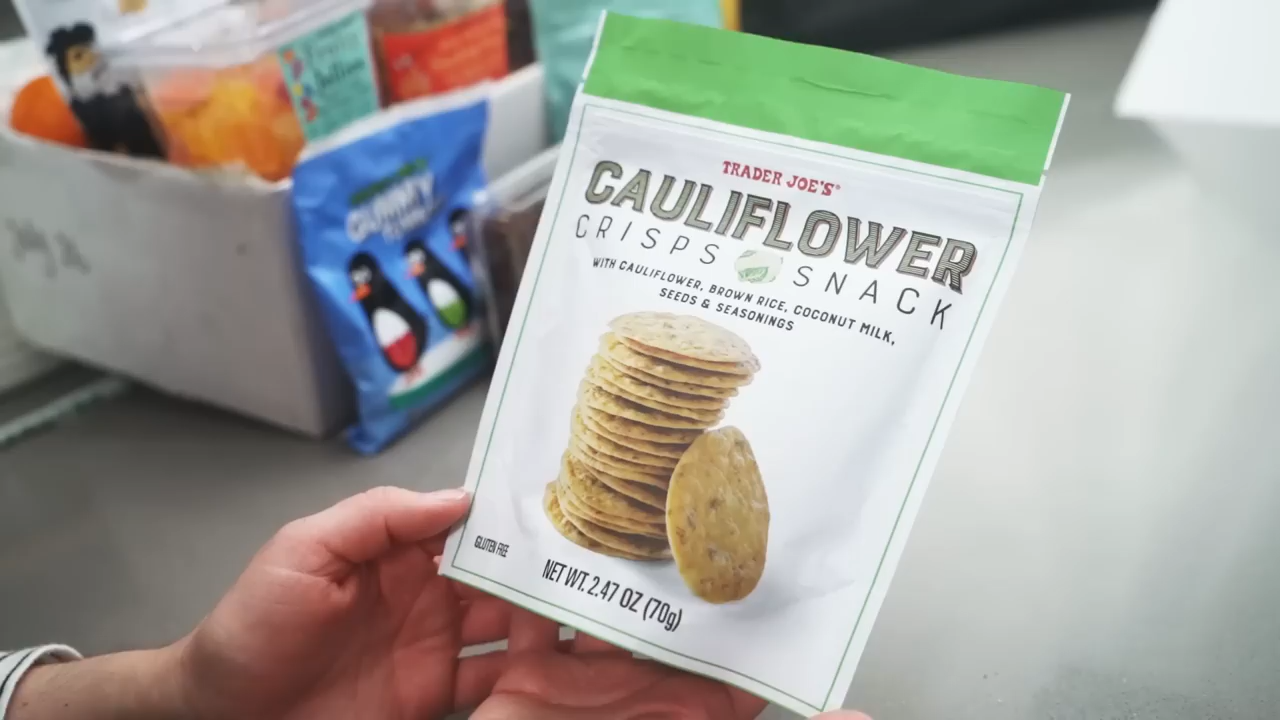 TRADER JOE'S
CAULIFLOWER
CRISPS SNACK
WITH CAULIFLOWER, BROWN RICE, COCONUT MILK,
SEEDS & SEASONINGS
GLUTEN FREE
NET WT. 2.47 OZ (70g)
GUMMY